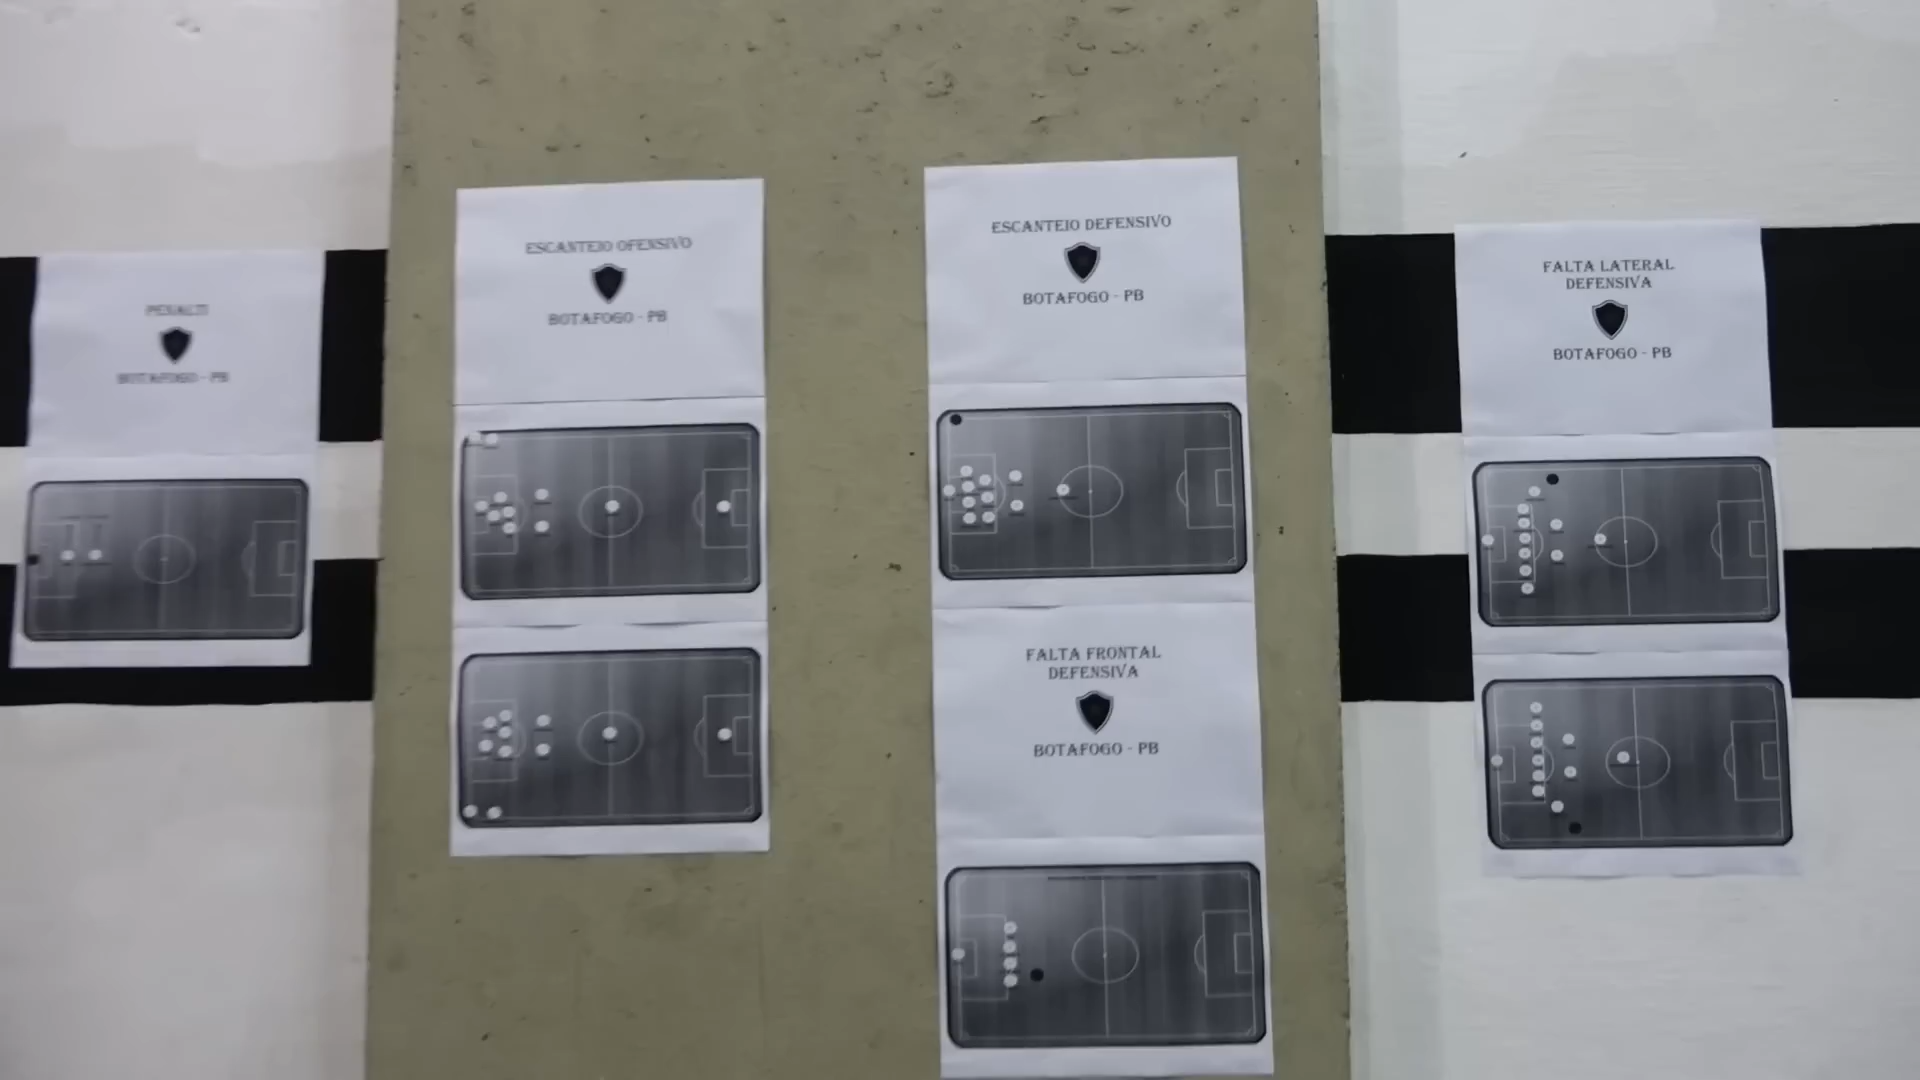 PENALTI
BOTAFOGO - PB
ESCANTEIO OFENSIVO
BOTAFOGO - PB
ESCANTEIO DEFENSIVO
BOTAFOGO - PB
FALTA FRONTAL
DEFENSIVA
BOTAFOGO - PB
FALTA LATERAL
DEFENSIVA
BOTAFOGO - PB